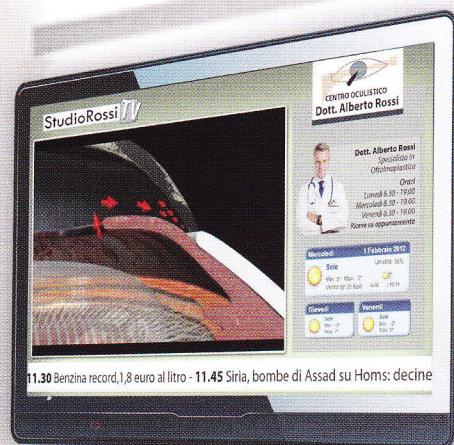 StudioRossi TV
CENTRO OCULISTICO
Dott. Alberto Rossi
Dott. Alberto Rossi
Specialista in
Oftalmoplastica
Orari
Lunedì 8.30 - 19.00
Mercoledì 8.30 - 19.00
Venerdì 8.30 - 19.00
Riceve su appuntamento
Mercoledì 1 Febbraio 2012
Sole
Umidità: 56%
Giovedì
Sole
Venerdì
Sole
11.30 Benzina record,1,8 euro al litro - 11.45 Siria, bombe di Assad su Homs: decine